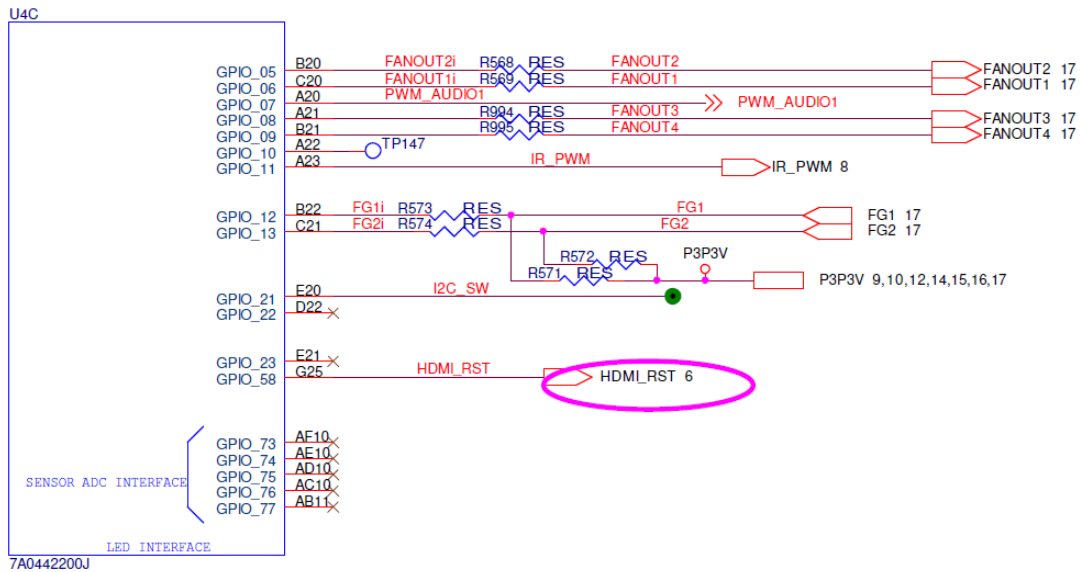 U4C
GPIO_05 B20 FANOUT2i R568 RES FANOUT2 FANOUT2 17
GPIO_06 C20 FANOUT1i R569 RES FANOUT1 FANOUT1 17
GPIO_07 A20 PWM_AUDIO1 PWM_AUDIO1
GPIO_08 A21 R994 RES FANOUT3 FANOUT3 17
GPIO_09 B21 R995 RES FANOUT4 FANOUT4 17
GPIO_10 A22 TP147
GPIO_11 A23 IR_PWM IR_PWM 8
GPIO_12 B22 FG1i R573 RES FG1 FG1 17
GPIO_13 C21 FG2i R574 RES FG2 FG2 17
R572 RES P3P3V
R571 RES P3P3V 9,10,12,14,15,16,17
GPIO_21 E20 I2C_SW
GPIO_22 D22
GPIO_23 E21
GPIO_58 G25 HDMI_RST HDMI_RST 6
GPIO_73 AF10
GPIO_74 AE10
GPIO_75 AD10
SENSOR ADC INTERFACE GPIO_76 AC10
GPIO_77 AB11
LED INTERFACE
7A0442200J